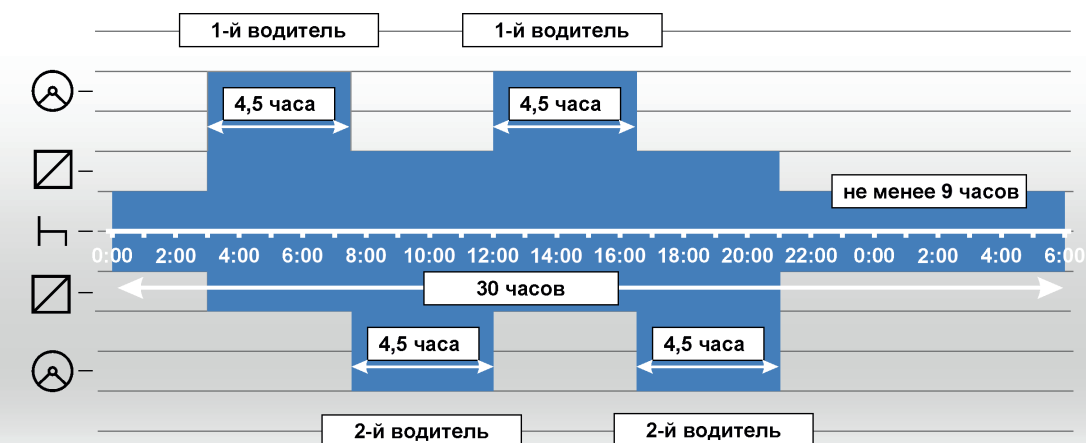 1-й водитель
1-й водитель
4,5 часа
4,5 часа
не менее 9 часов
0:00 2:00 4:00 6:00 8:00 10:00 12:00 14:00 16:00 18:00 20:00 22:00 0:00 2:00 4:00 6:00
30 часов
4,5 часа
4,5 часа
2-й водитель
2-й водитель